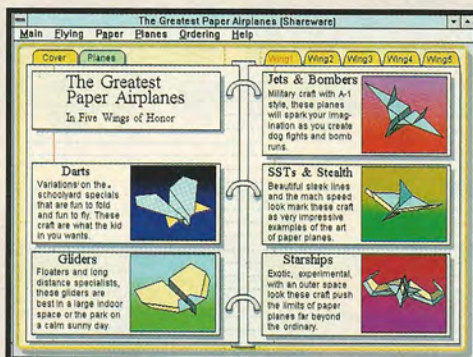 The Greatest Paper Airplanes (Shareware)
Main Flying Paper Planes Ordering Help
Cover Planes
Wing1 Wing2 Wing3 Wing4 Wing5
The Greatest
Paper Airplanes
In Five Wings of Honor
Darts
Variations on the
schoolyard specials
that are fun to fold
and fun to fly. These
craft are what the kid
in you wants.
Gliders
Floaters and long
distance specialists,
these gliders are
best in a large indoor
space or the park on
a calm sunny day
Jets & Bombers
Military craft with A-1
style, these planes
will spark your imag-
ination as you create
dog fights and bomb
runs.
SSTs & Stealth
Beautiful sleek lines
and the mach speed
look mark these craft
as very impressive
examples of the art
of paper planes.
Starships
Exotic, experimental,
with an outer space
look these craft push
the limits of paper
planes far beyond
the ordinary.